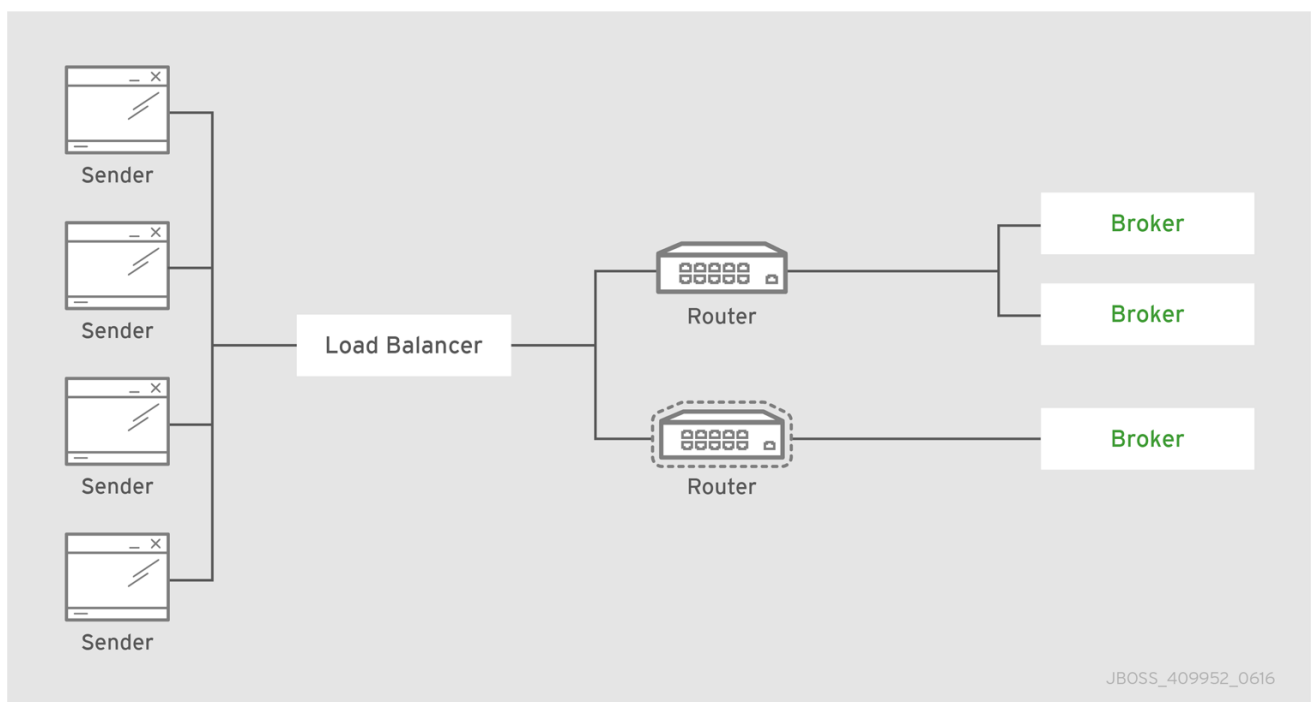 Sender
Sender
Sender
Sender
Load Balancer
Router
Router
Broker
Broker
Broker
JBOSS_409952_0616